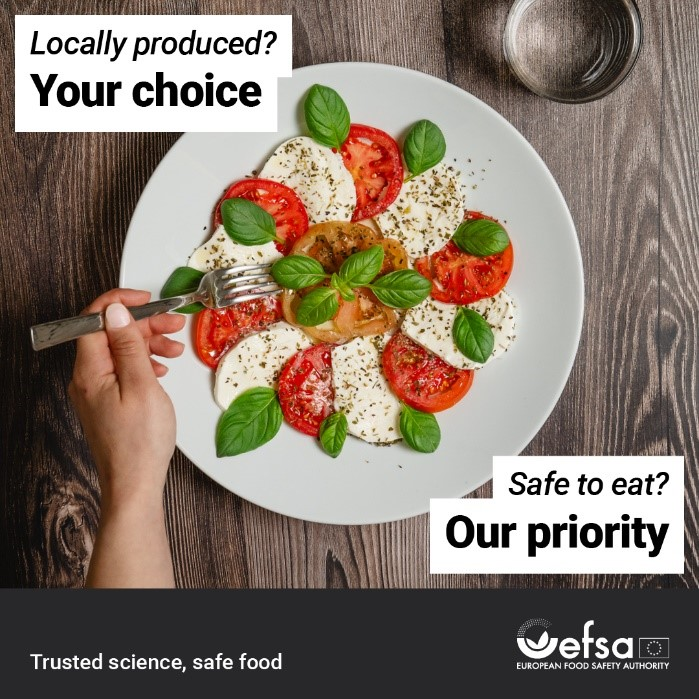 Locally produced?
Your choice
Safe to eat?
Our priority
Trusted science, safe food
efsa
EUROPEAN FOOD SAFETY AUTHORITY